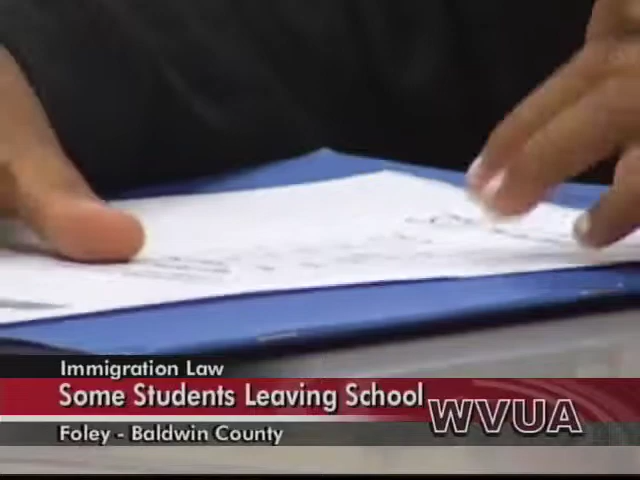 Immigration Law
Some Students Leaving School
WVUA
Foley - Baldwin County